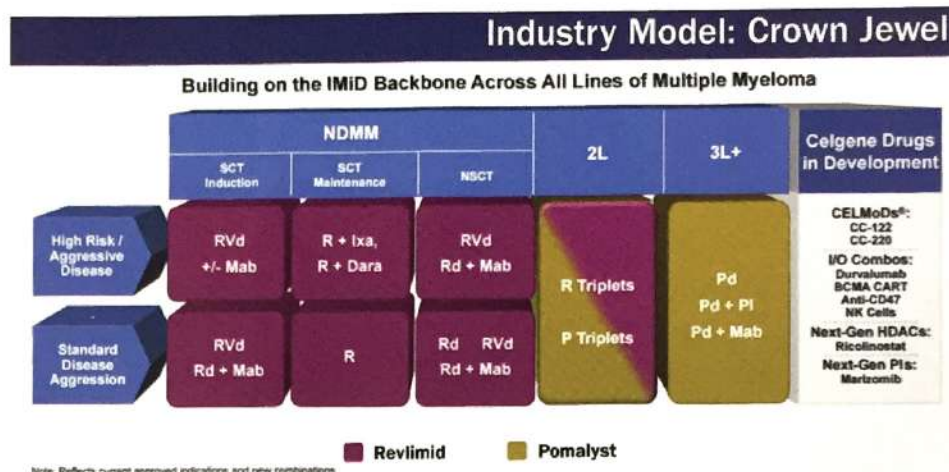 Industry Model: Crown Jewel
Building on the IMiD Backbone Across All Lines of Multiple Myeloma
NDMM
2L
3L+
Celgene Drugs
in Development
SCT
Induction
SCT
Maintenance
NSCT
High Risk /
Aggressive
Disease
RVd
+/- Mab
R + Ixa,
R + Dara
RVd
Rd + Mab
R Triplets
P Triplets
Pd
Pd + PI
Pd + Mab
CELMoDs®:
CC-122
CC-220
I/O Combos:
Durvalumab
BCMA CART
Anti-CD47
NK Cells
Next-Gen HDACs:
Ricolinostat
Next-Gen PIs:
Marizomib
Standard
Disease
Aggression
RVd
Rd + Mab
R
Rd RVd
Rd + Mab
Revlimid
Pomalyst
Note: Reflects current approved indications and new combinations